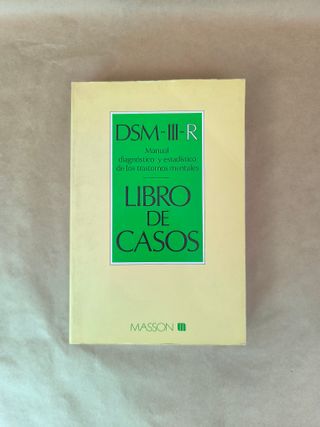 DSM-III-R
Manual
diagnóstico y estadístico
de los trastornos mentales
LIBRO
DE
CASOS
MASSON